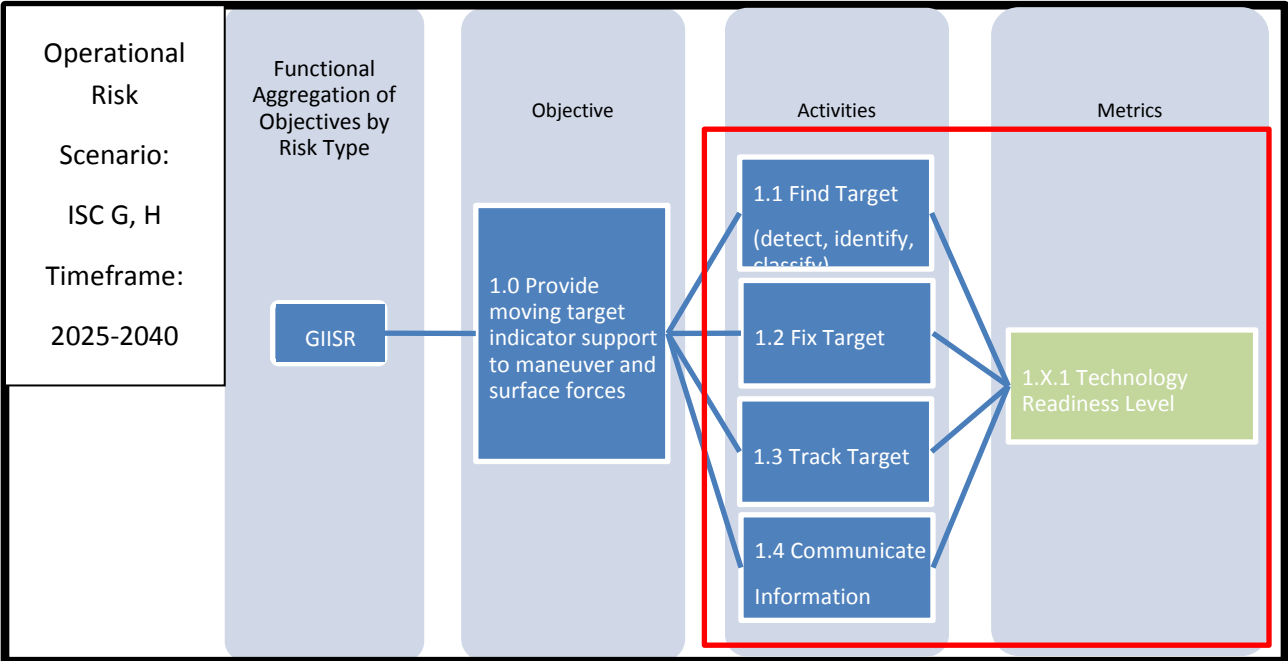 Operational
Risk
Scenario:
ISC G, H
Timeframe:
2025-2040
Functional
Aggregation of
Objectives by
Risk Type
Objective
Activities
Metrics
GIISR
1.0 Provide
moving target
indicator support
to maneuver and
surface forces
1.1 Find Target
(detect, identify,
classify)
1.2 Fix Target
1.3 Track Target
1.4 Communicate
Information
1.X.1 Technology
Readiness Level